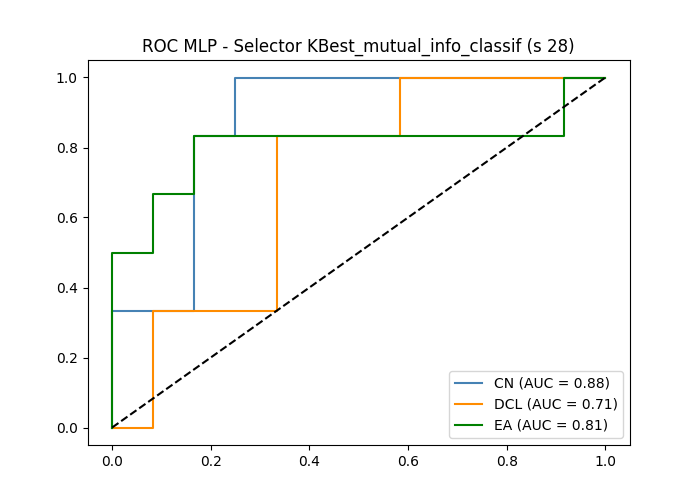 ROC MLP - Selector KBest_mutual_info_classif (s 28)
1.0
0.8
0.6
0.4
0.2
0.0
0.0 0.2 0.4 0.6 0.8 1.0
CN (AUC = 0.88)
DCL (AUC = 0.71)
EA (AUC = 0.81)